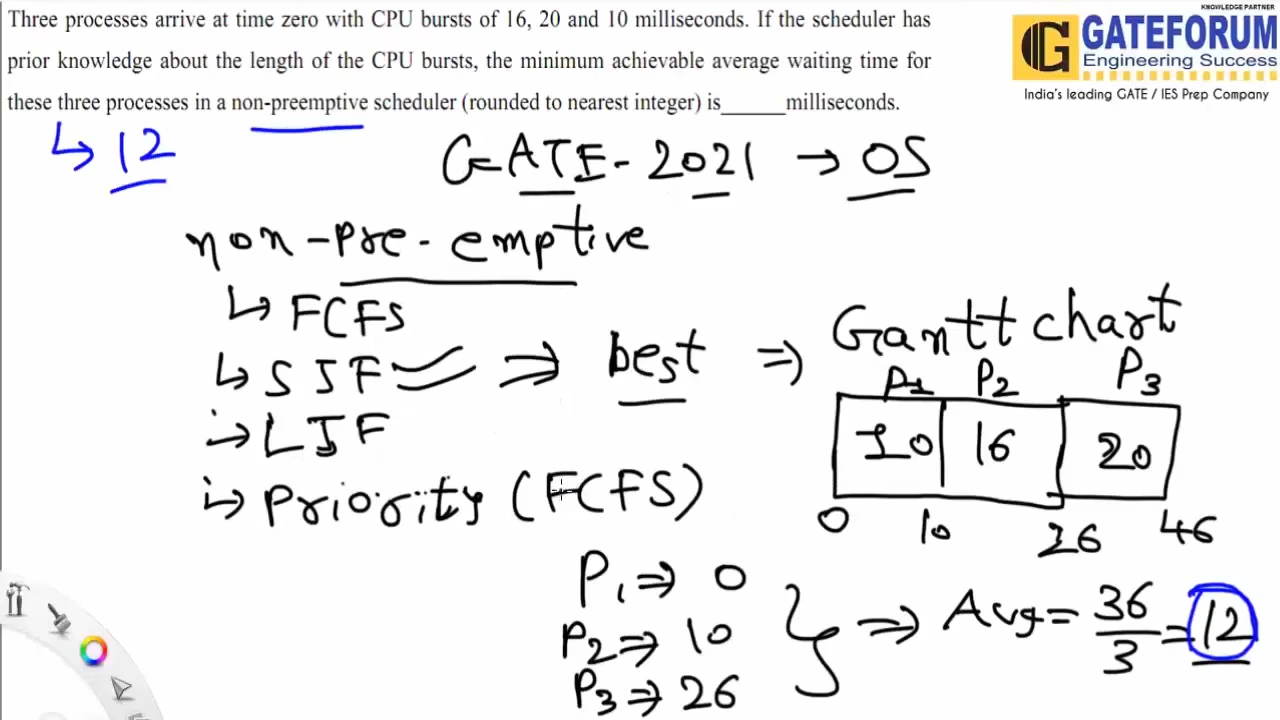 Three processes arrive at time zero with CPU bursts of 16, 20 and 10 milliseconds. If the scheduler has
prior knowledge about the length of the CPU bursts, the minimum achievable average waiting time for
these three processes in a non-preemptive scheduler (rounded to nearest integer) is______milliseconds.
KNOWLEDGE PARTNER
GATEFORUM
Engineering Success
India's leading GATE / IES Prep Company
↳ 12
GATE-2021 → OS
non-pre-emptive
↳ FCFS
↳ SJF ⇒ best ⇒ Gantt chart
→ LJF
→ Priority (FCFS)
P1 P2 P3
10 16 20
0 10 26 46
P1 ⇒ 0
P2 ⇒ 10
P3 ⇒ 26
} ⇒ Avg = 36/3 = 12